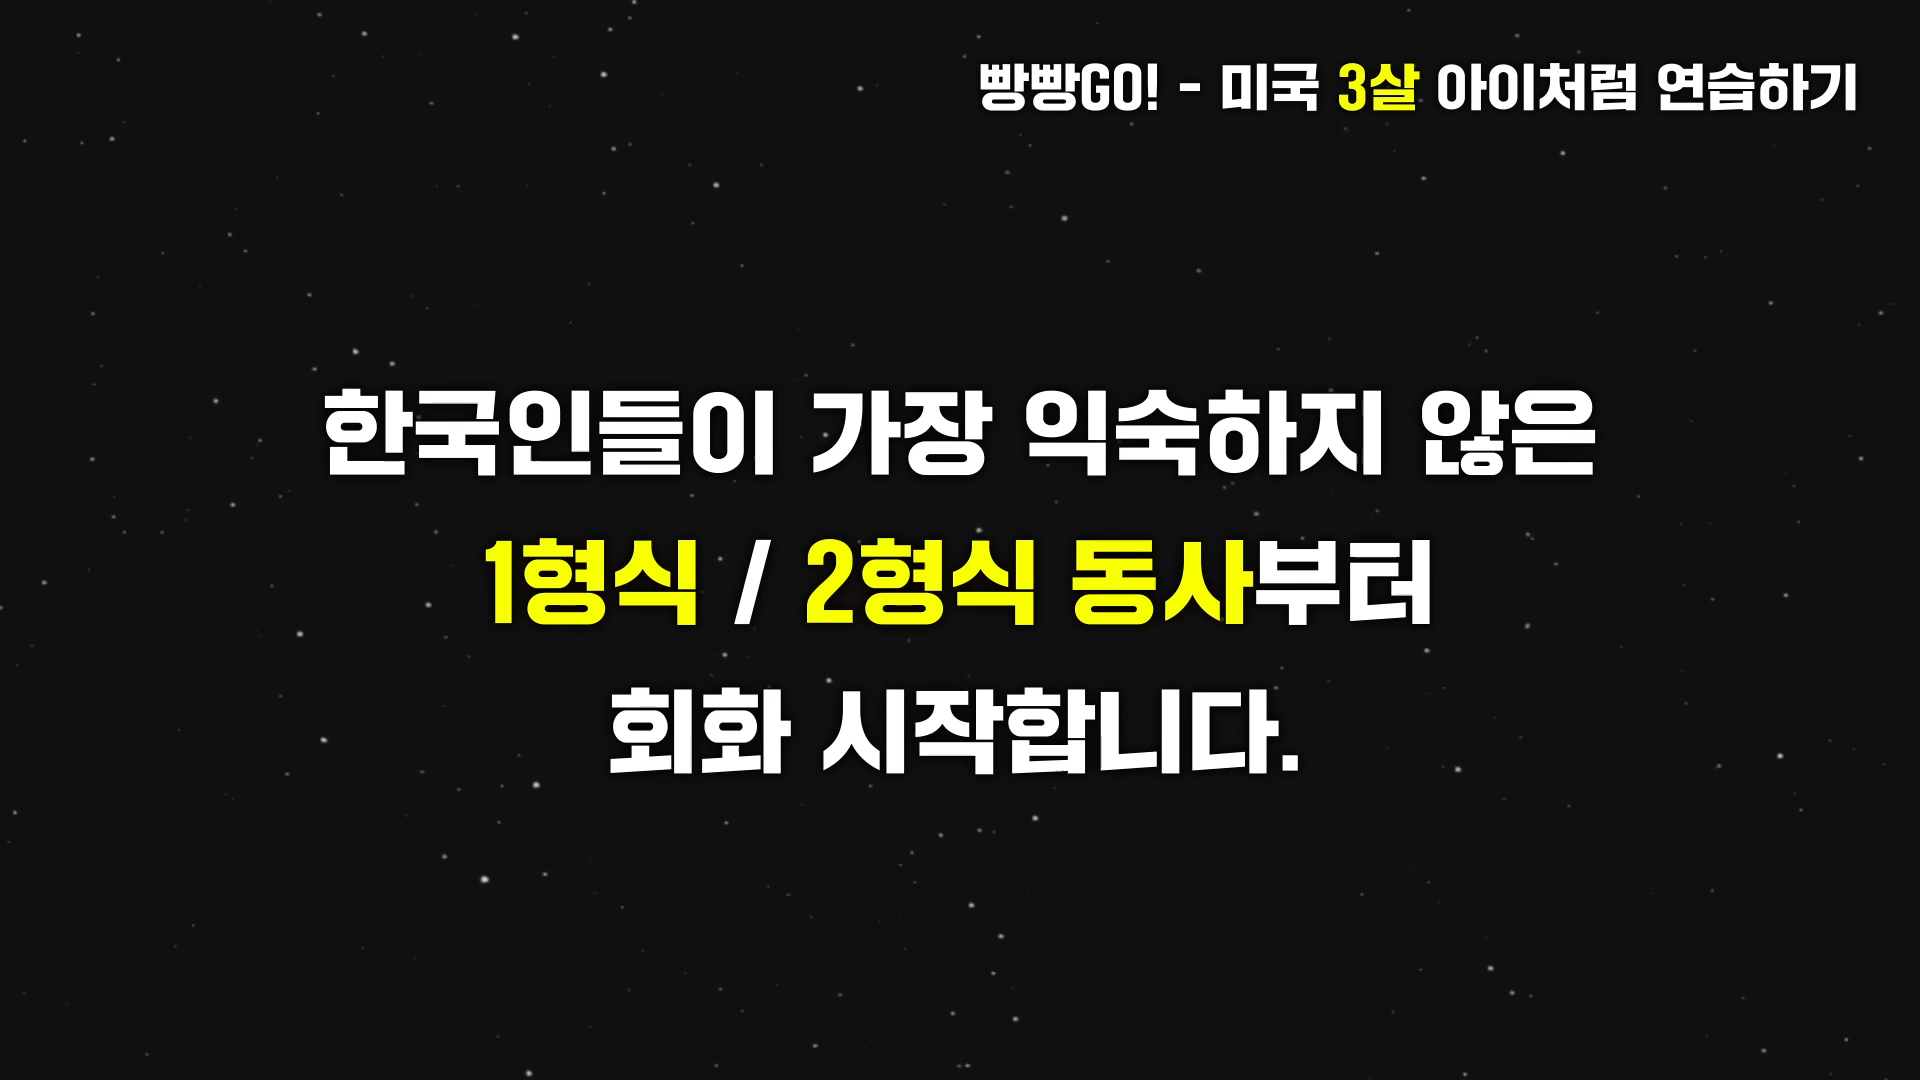 빵빵GO! - 미국 3살 아이처럼 연습하기
한국인들이 가장 익숙하지 않은
1형식 / 2형식 동사부터
회화 시작합니다.